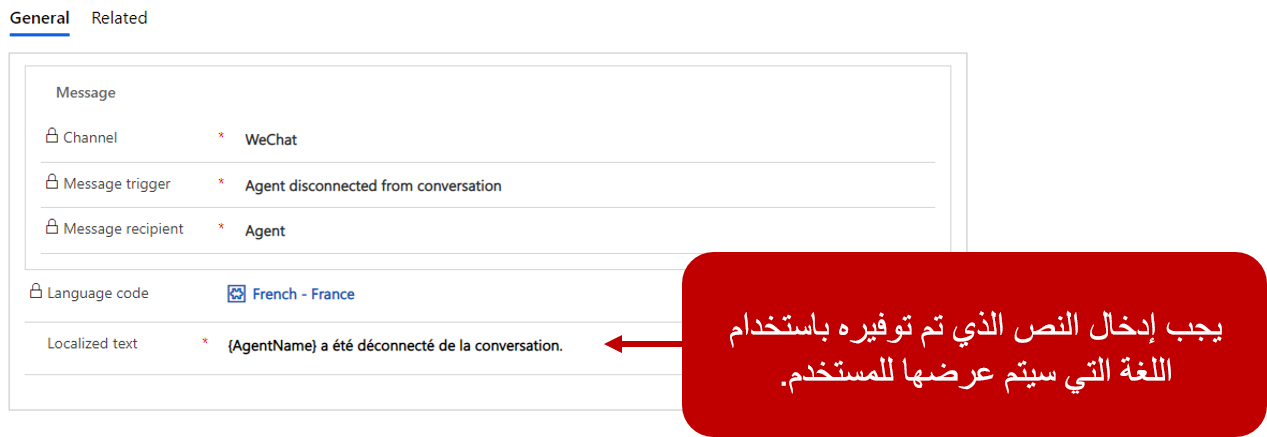 General Related
Message
Channel * WeChat
Message trigger * Agent disconnected from conversation
Message recipient * Agent
Language code French - France
Localized text * {AgentName} a été déconnecté de la conversation.
يجب إدخال النص الذي تم توفيره باستخدام
اللغة التي سيتم عرضها للمستخدم.